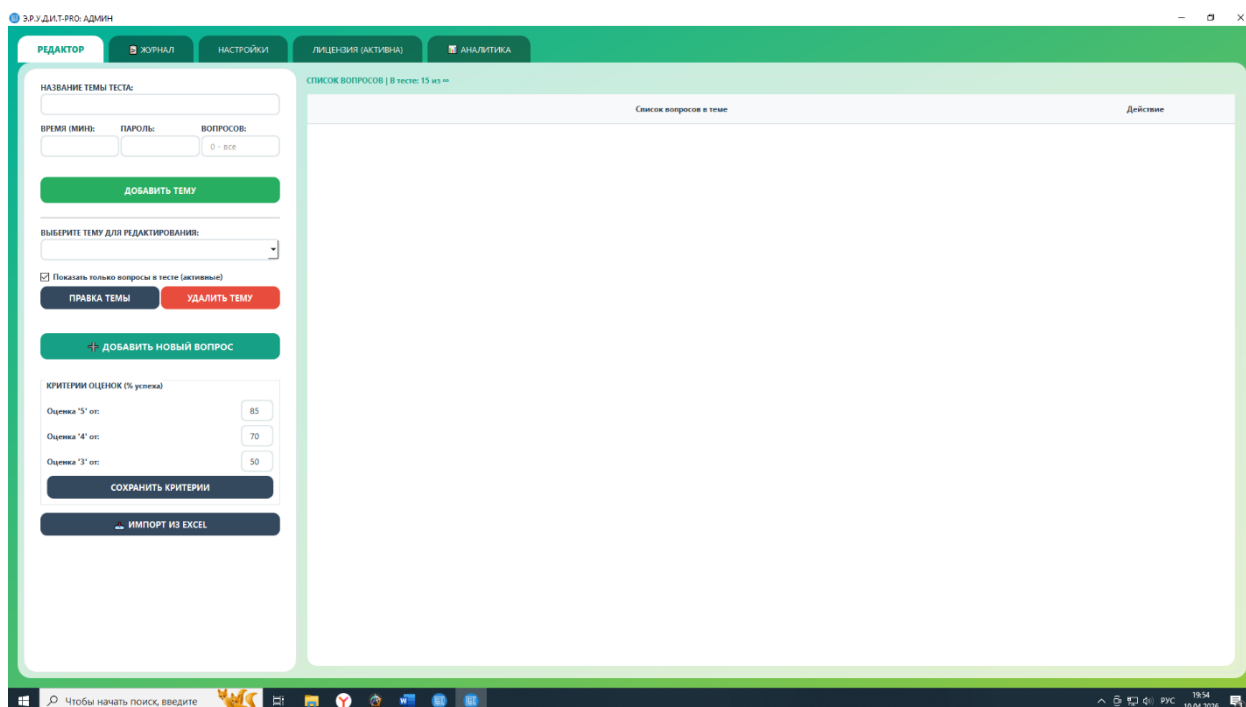 Э.Р.У.Д.И.Т-PRO: АДМИН
РЕДАКТОР
ЖУРНАЛ
НАСТРОЙКИ
ЛИЦЕНЗИЯ (АКТИВНА)
АНАЛИТИКА
НАЗВАНИЕ ТЕМЫ ТЕСТА:
ВРЕМЯ (МИН): ПАРОЛЬ: ВОПРОСОВ:
0 - все
ДОБАВИТЬ ТЕМУ
ВЫБЕРИТЕ ТЕМУ ДЛЯ РЕДАКТИРОВАНИЯ:
Показать только вопросы в тесте (активные)
ПРАВКА ТЕМЫ
УДАЛИТЬ ТЕМУ
ДОБАВИТЬ НОВЫЙ ВОПРОС
КРИТЕРИИ ОЦЕНОК (% успеха)
Оценка '5' от: 85
Оценка '4' от: 70
Оценка '3' от: 50
СОХРАНИТЬ КРИТЕРИИ
ИМПОРТ ИЗ EXCEL
СПИСОК ВОПРОСОВ | В тесте: 15 из ∞
Список вопросов в теме
Действие
Чтобы начать поиск, введите
РУС
19:54
10.04.2026